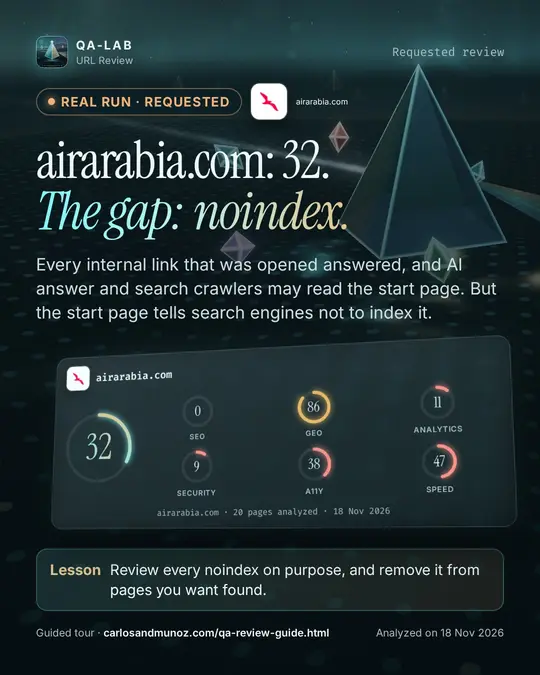 QA-LAB
URL Review
Requested review
REAL RUN · REQUESTED
airarabia.com
airarabia.com: 32.
The gap: noindex.
Every internal link that was opened answered, and AI
answer and search crawlers may read the start page. But
the start page tells search engines not to index it.
airarabia.com
32
0
SEO
86
GEO
11
ANALYTICS
9
SECURITY
38
A11Y
47
SPEED
airarabia.com · 20 pages analyzed · 18 Nov 2026
Lesson
Review every noindex on purpose, and remove it from
pages you want found.
Guided tour · carlosandmunoz.com/qa-review-guide.html
Analyzed on 18 Nov 2026